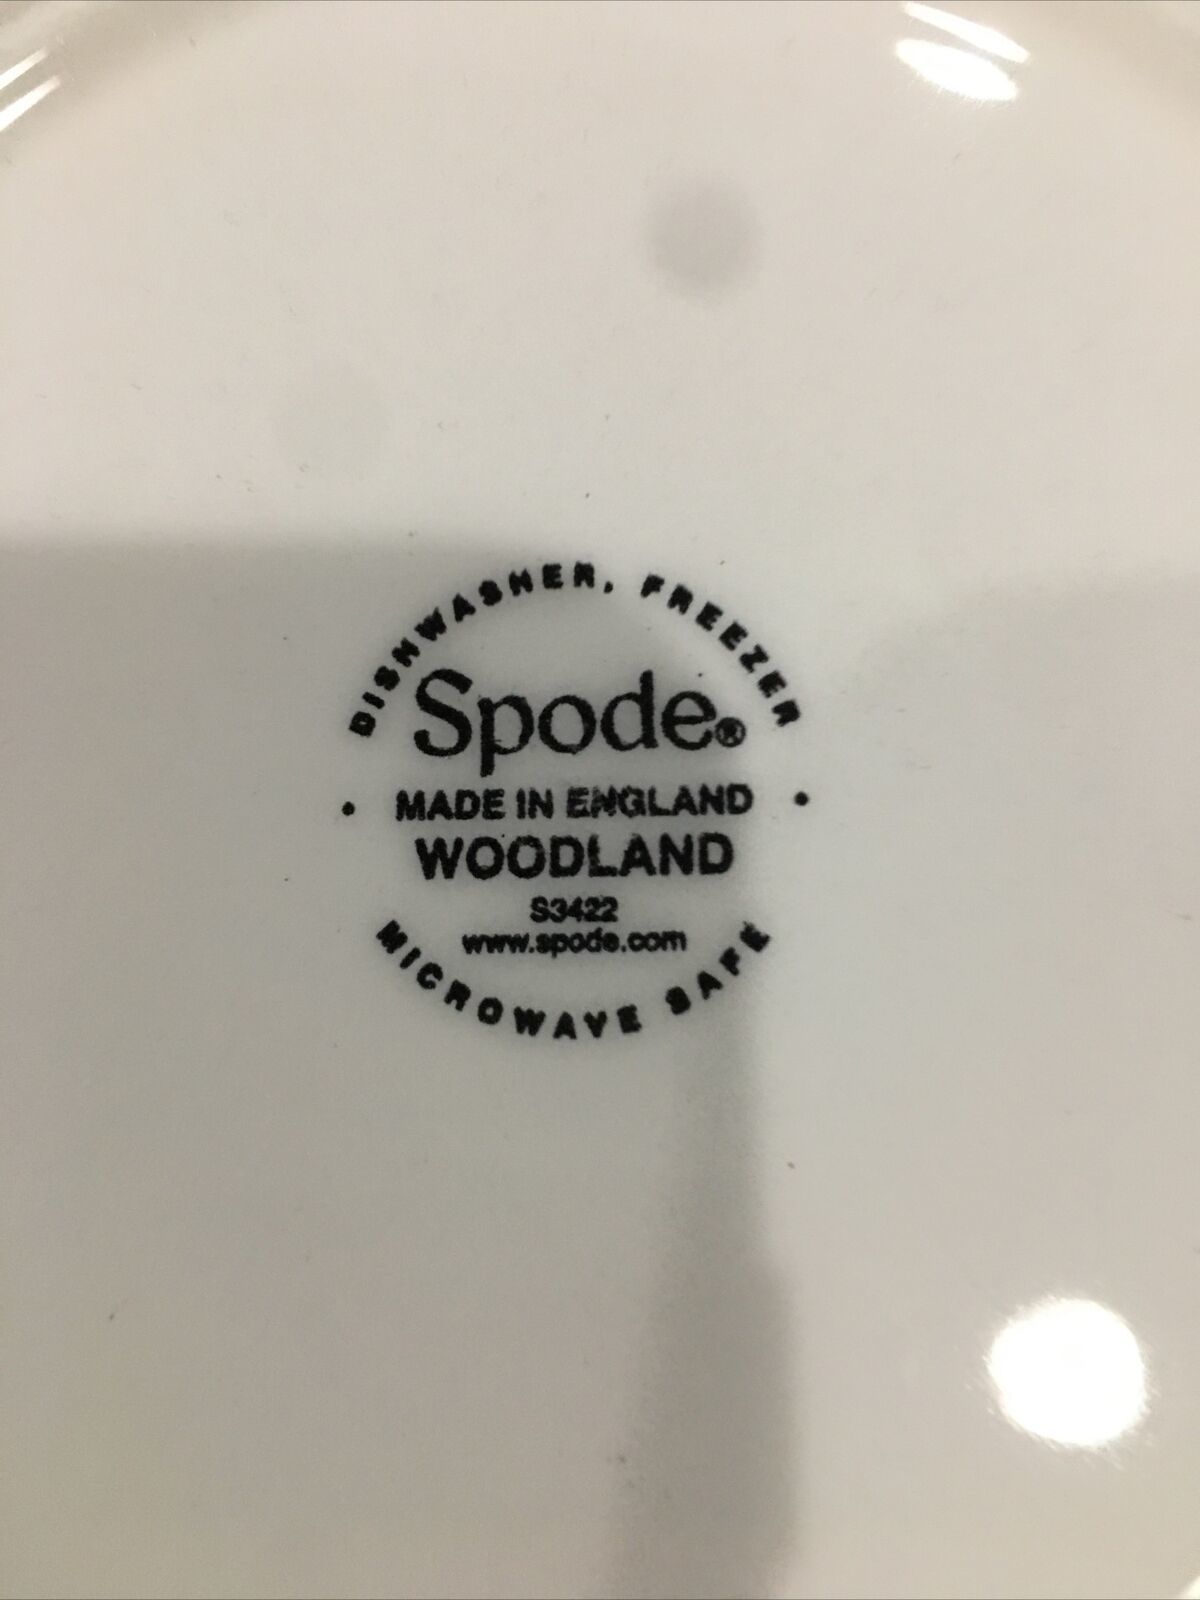 DISHWASHER, FREEZER
Spode®
• MADE IN ENGLAND •
WOODLAND
S3422
www.spode.com
MICROWAVE SAFE